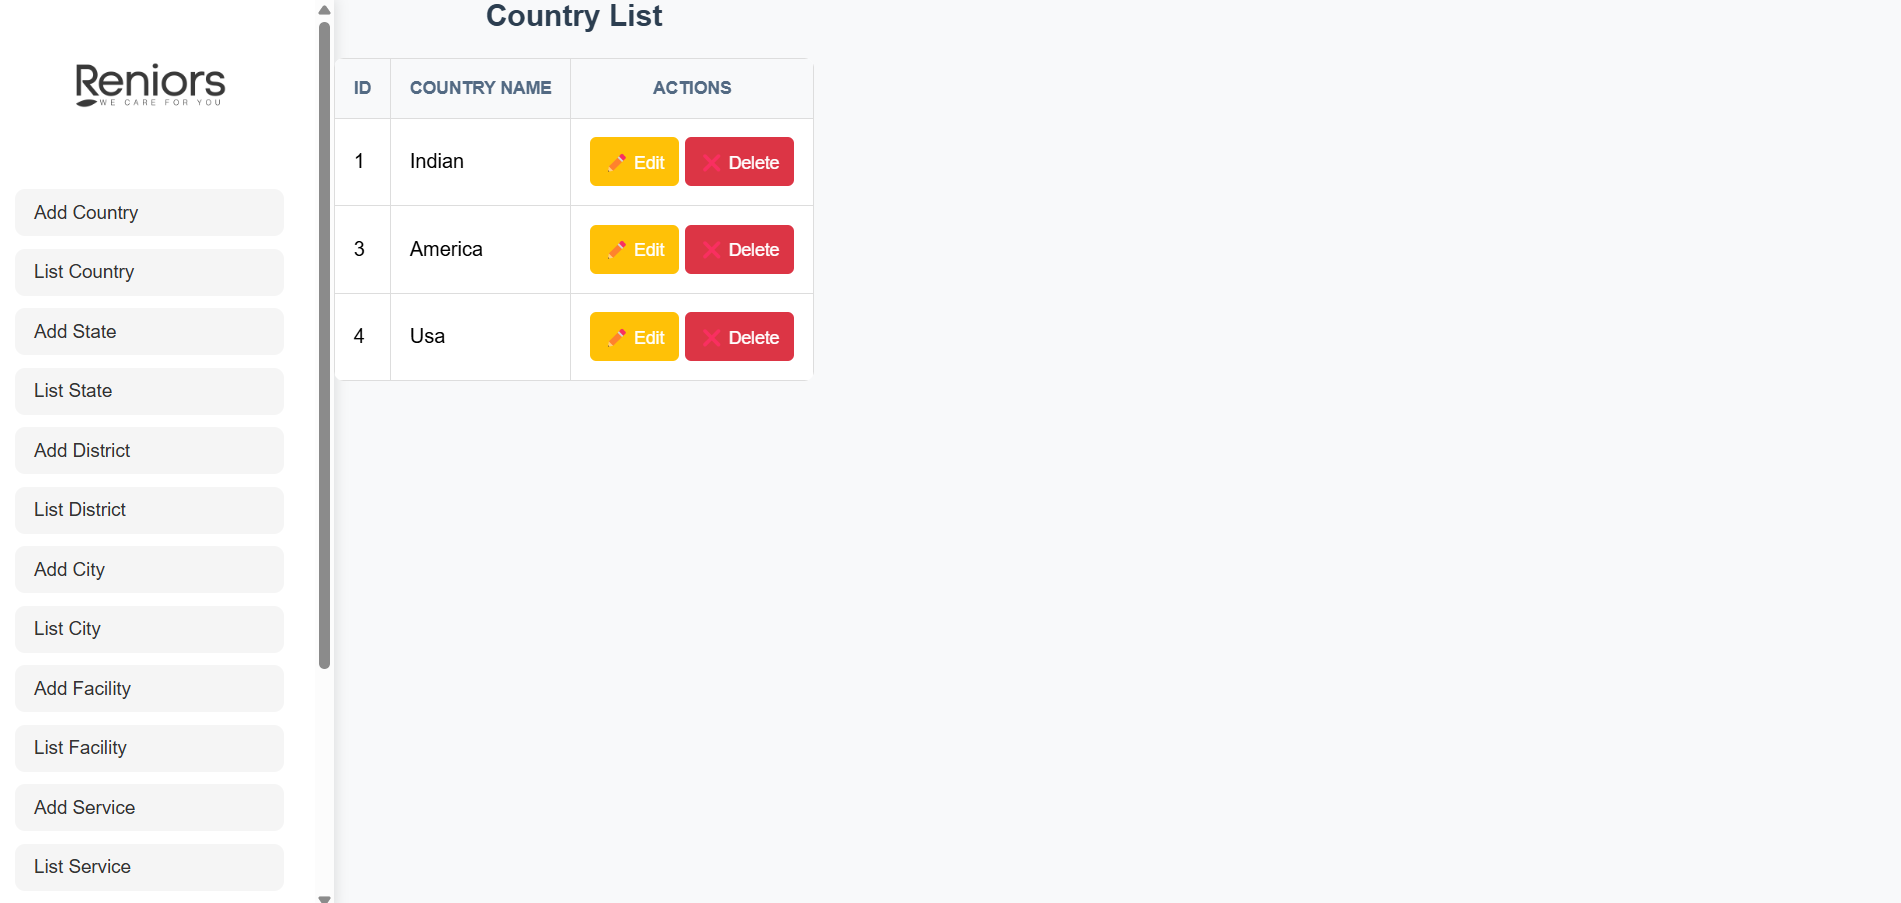 Reniors
WE CARE FOR YOU
Add Country
List Country
Add State
List State
Add District
List District
Add City
List City
Add Facility
List Facility
Add Service
List Service
Country List
ID COUNTRY NAME ACTIONS
1 Indian Edit Delete
3 America Edit Delete
4 Usa Edit Delete